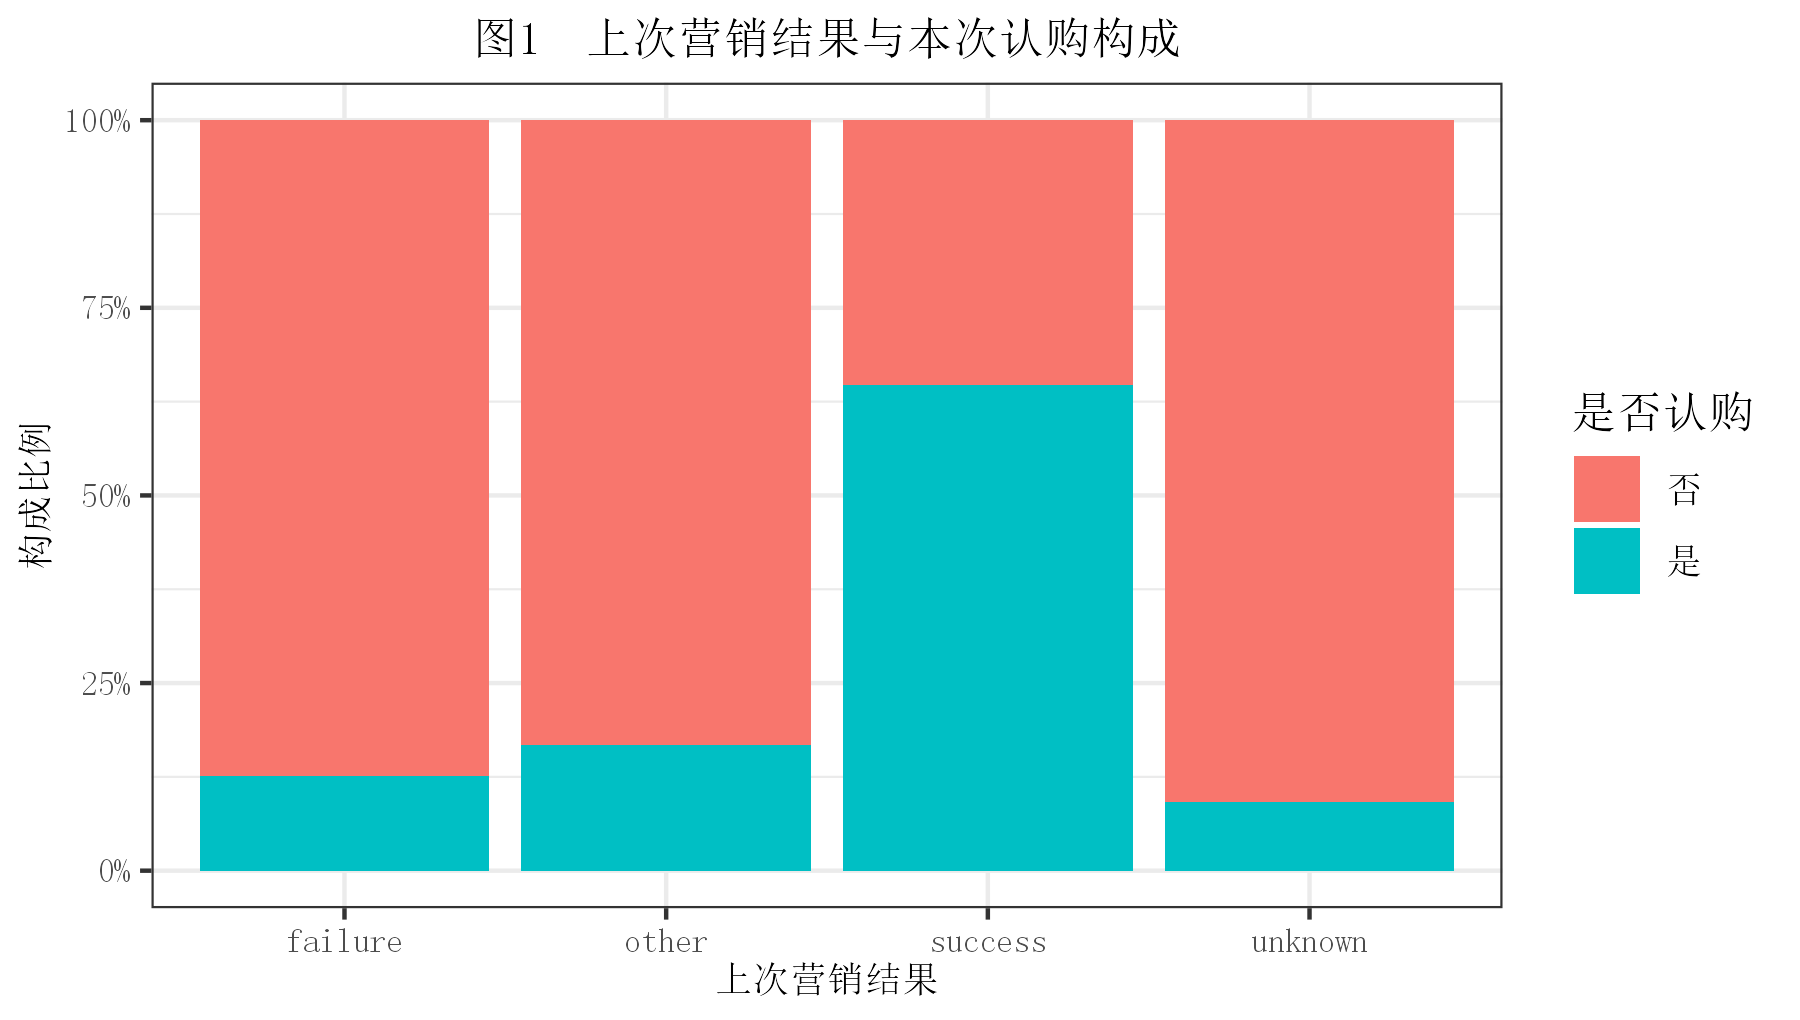 图1　上次营销结果与本次认购构成
构成比例
100%
75%
50%
25%
0%
failure other success unknown
上次营销结果
是否认购
否
是